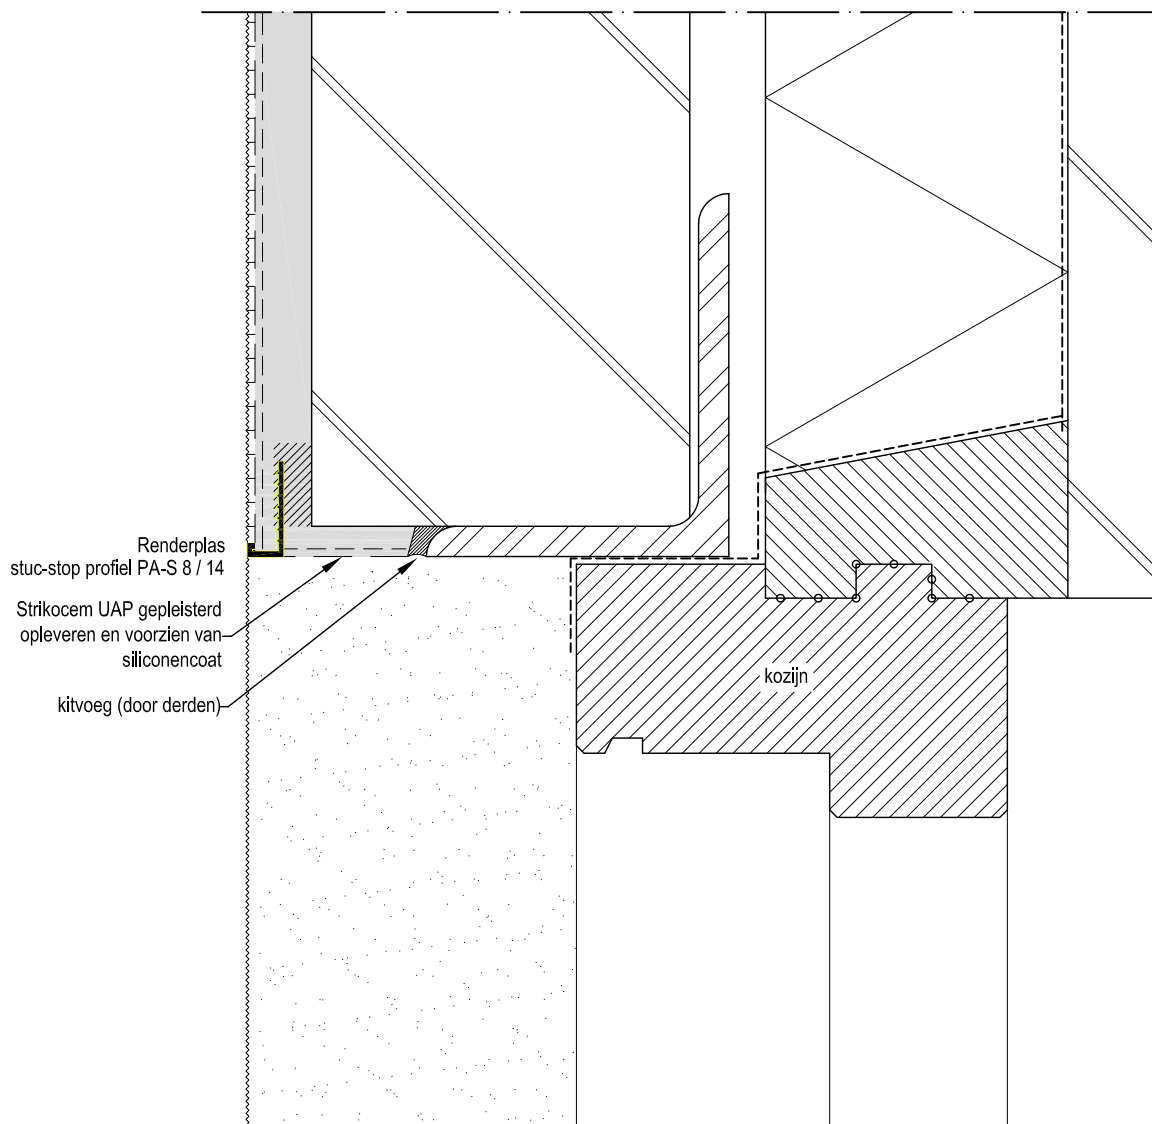 Renderplas
stuc-stop profiel PA-S 8 / 14
Strikocem UAP gepleisterd
opleveren en voorzien van
siliconencoat
kitvoeg (door derden)
kozijn